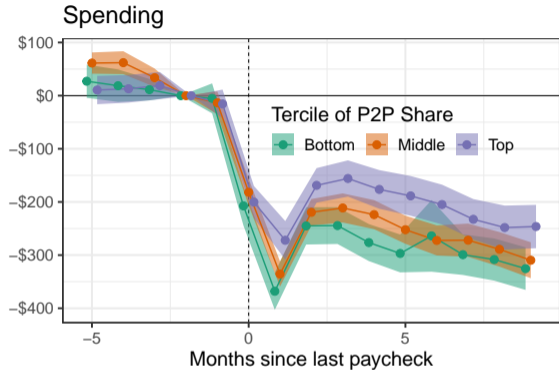 Spending
$100
$0
−$100
−$200
−$300
−$400
Tercile of P2P Share
Bottom Middle Top
−5 0 5
Months since last paycheck